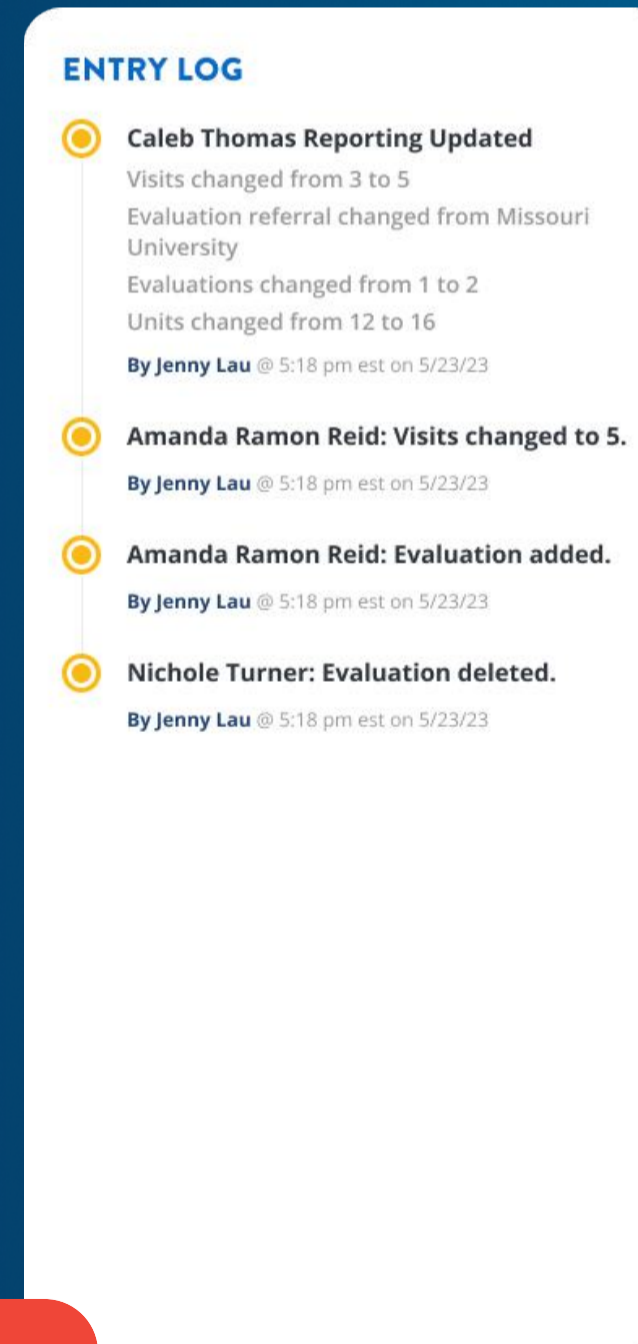 ENTRY LOG
Caleb Thomas Reporting Updated
Visits changed from 3 to 5
Evaluation referral changed from Missouri
University
Evaluations changed from 1 to 2
Units changed from 12 to 16
By Jenny Lau @ 5:18 pm est on 5/23/23
Amanda Ramon Reid: Visits changed to 5.
By Jenny Lau @ 5:18 pm est on 5/23/23
Amanda Ramon Reid: Evaluation added.
By Jenny Lau @ 5:18 pm est on 5/23/23
Nichole Turner: Evaluation deleted.
By Jenny Lau @ 5:18 pm est on 5/23/23